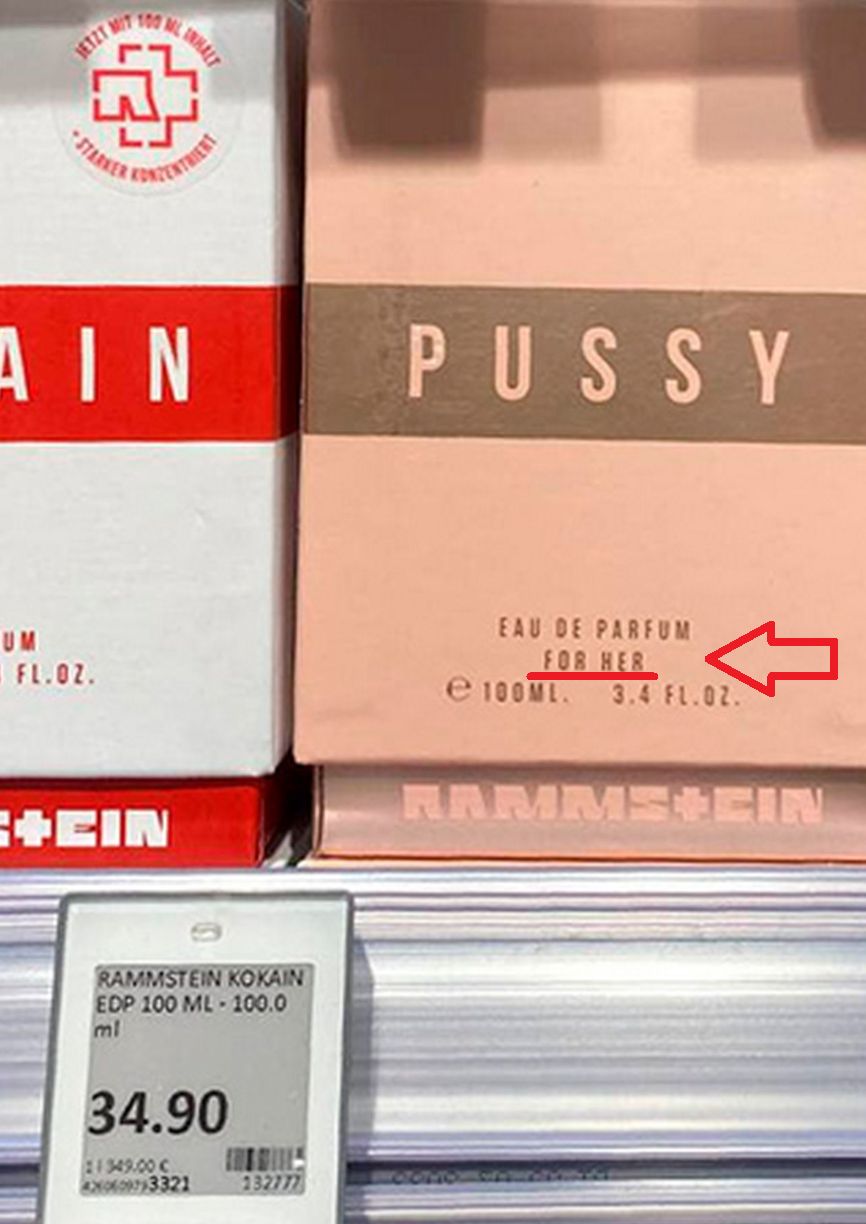 JETZT MIT 100 ML INHALT
+ STÄRKER KONZENTRIERT
AIN
UM
FL.OZ.
STEIN
PUSSY
EAU DE PARFUM
FOR HER
℮ 100ML. 3.4 FL.OZ.
RAMMSTEIN
RAMMSTEIN KOKAIN
EDP 100 ML - 100.0
ml
34.90
1 l 349.00 €
3321 132777